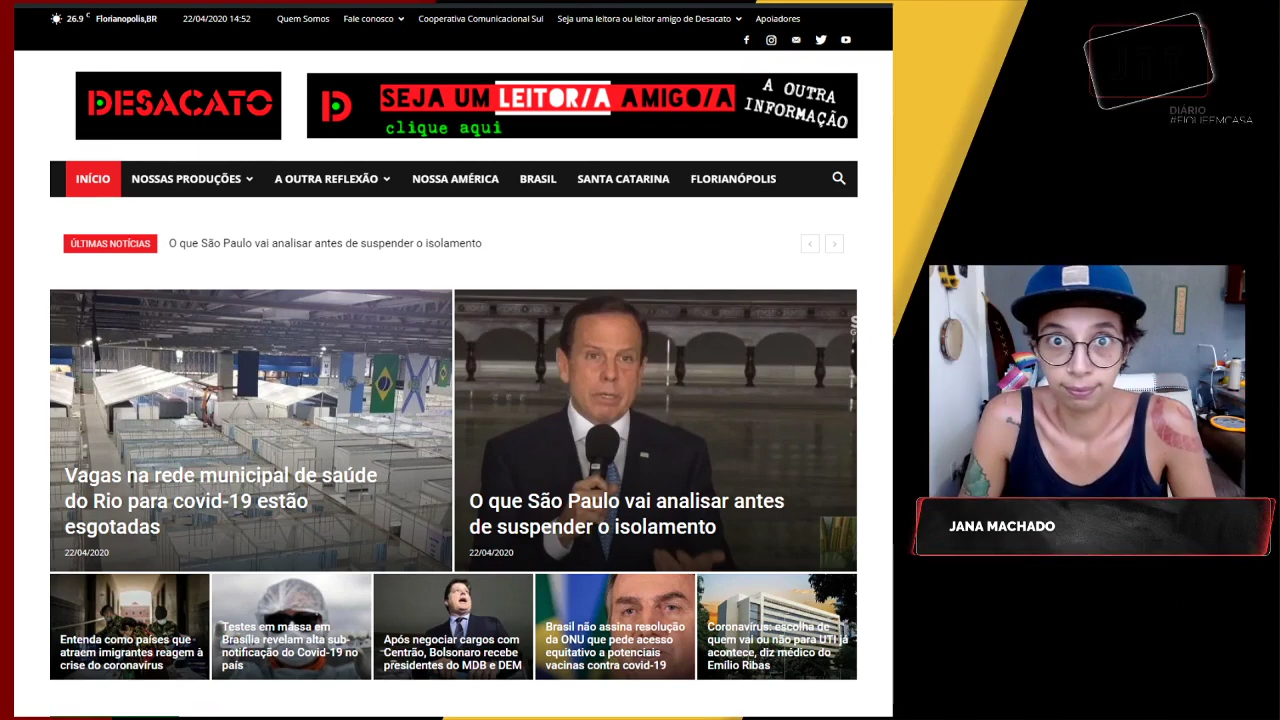 26.9 C Florianopolis,BR 22/04/2020 14:52 Quem Somos Fale conosco Cooperativa Comunicacional Sul Seja uma leitora ou leitor amigo de Desacato Apoiadores
DESACATO
SEJA UM LEITOR/A AMIGO/A
clique aqui
A OUTRA
INFORMAÇÃO
INÍCIO NOSSAS PRODUÇÕES A OUTRA REFLEXÃO NOSSA AMÉRICA BRASIL SANTA CATARINA FLORIANÓPOLIS
ÚLTIMAS NOTÍCIAS O que São Paulo vai analisar antes de suspender o isolamento
Vagas na rede municipal de saúde
do Rio para covid-19 estão
esgotadas
22/04/2020
O que São Paulo vai analisar antes
de suspender o isolamento
22/04/2020
Entenda como países que
atraem imigrantes reagem à
crise do coronavírus
Testes em massa em
Brasília revelam alta sub-
notificação do Covid-19 no
país
Após negociar cargos com
Centrão, Bolsonaro recebe
presidentes do MDB e DEM
Brasil não assina resolução
da ONU que pede acesso
equitativo a potenciais
vacinas contra covid-19
Coronavírus: escolha de
quem vai ou não para UTI já
acontece, diz médico do
Emílio Ribas
JTT
DIÁRIO
#FIQUEEMCASA
JANA MACHADO